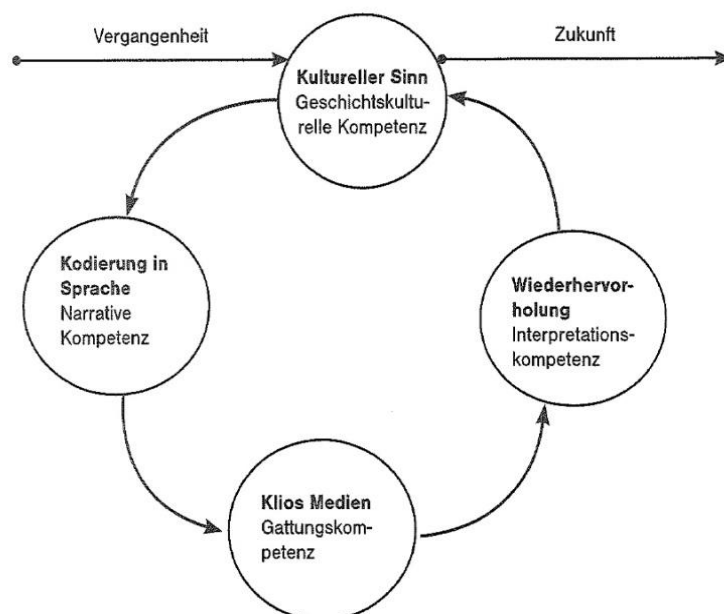 Vergangenheit
Zukunft
Kultureller Sinn
Geschichtskultu-
relle Kompetenz
Kodierung in
Sprache
Narrative
Kompetenz
Wiederhervor-
holung
Interpretations-
kompetenz
Klios Medien
Gattungskom-
petenz